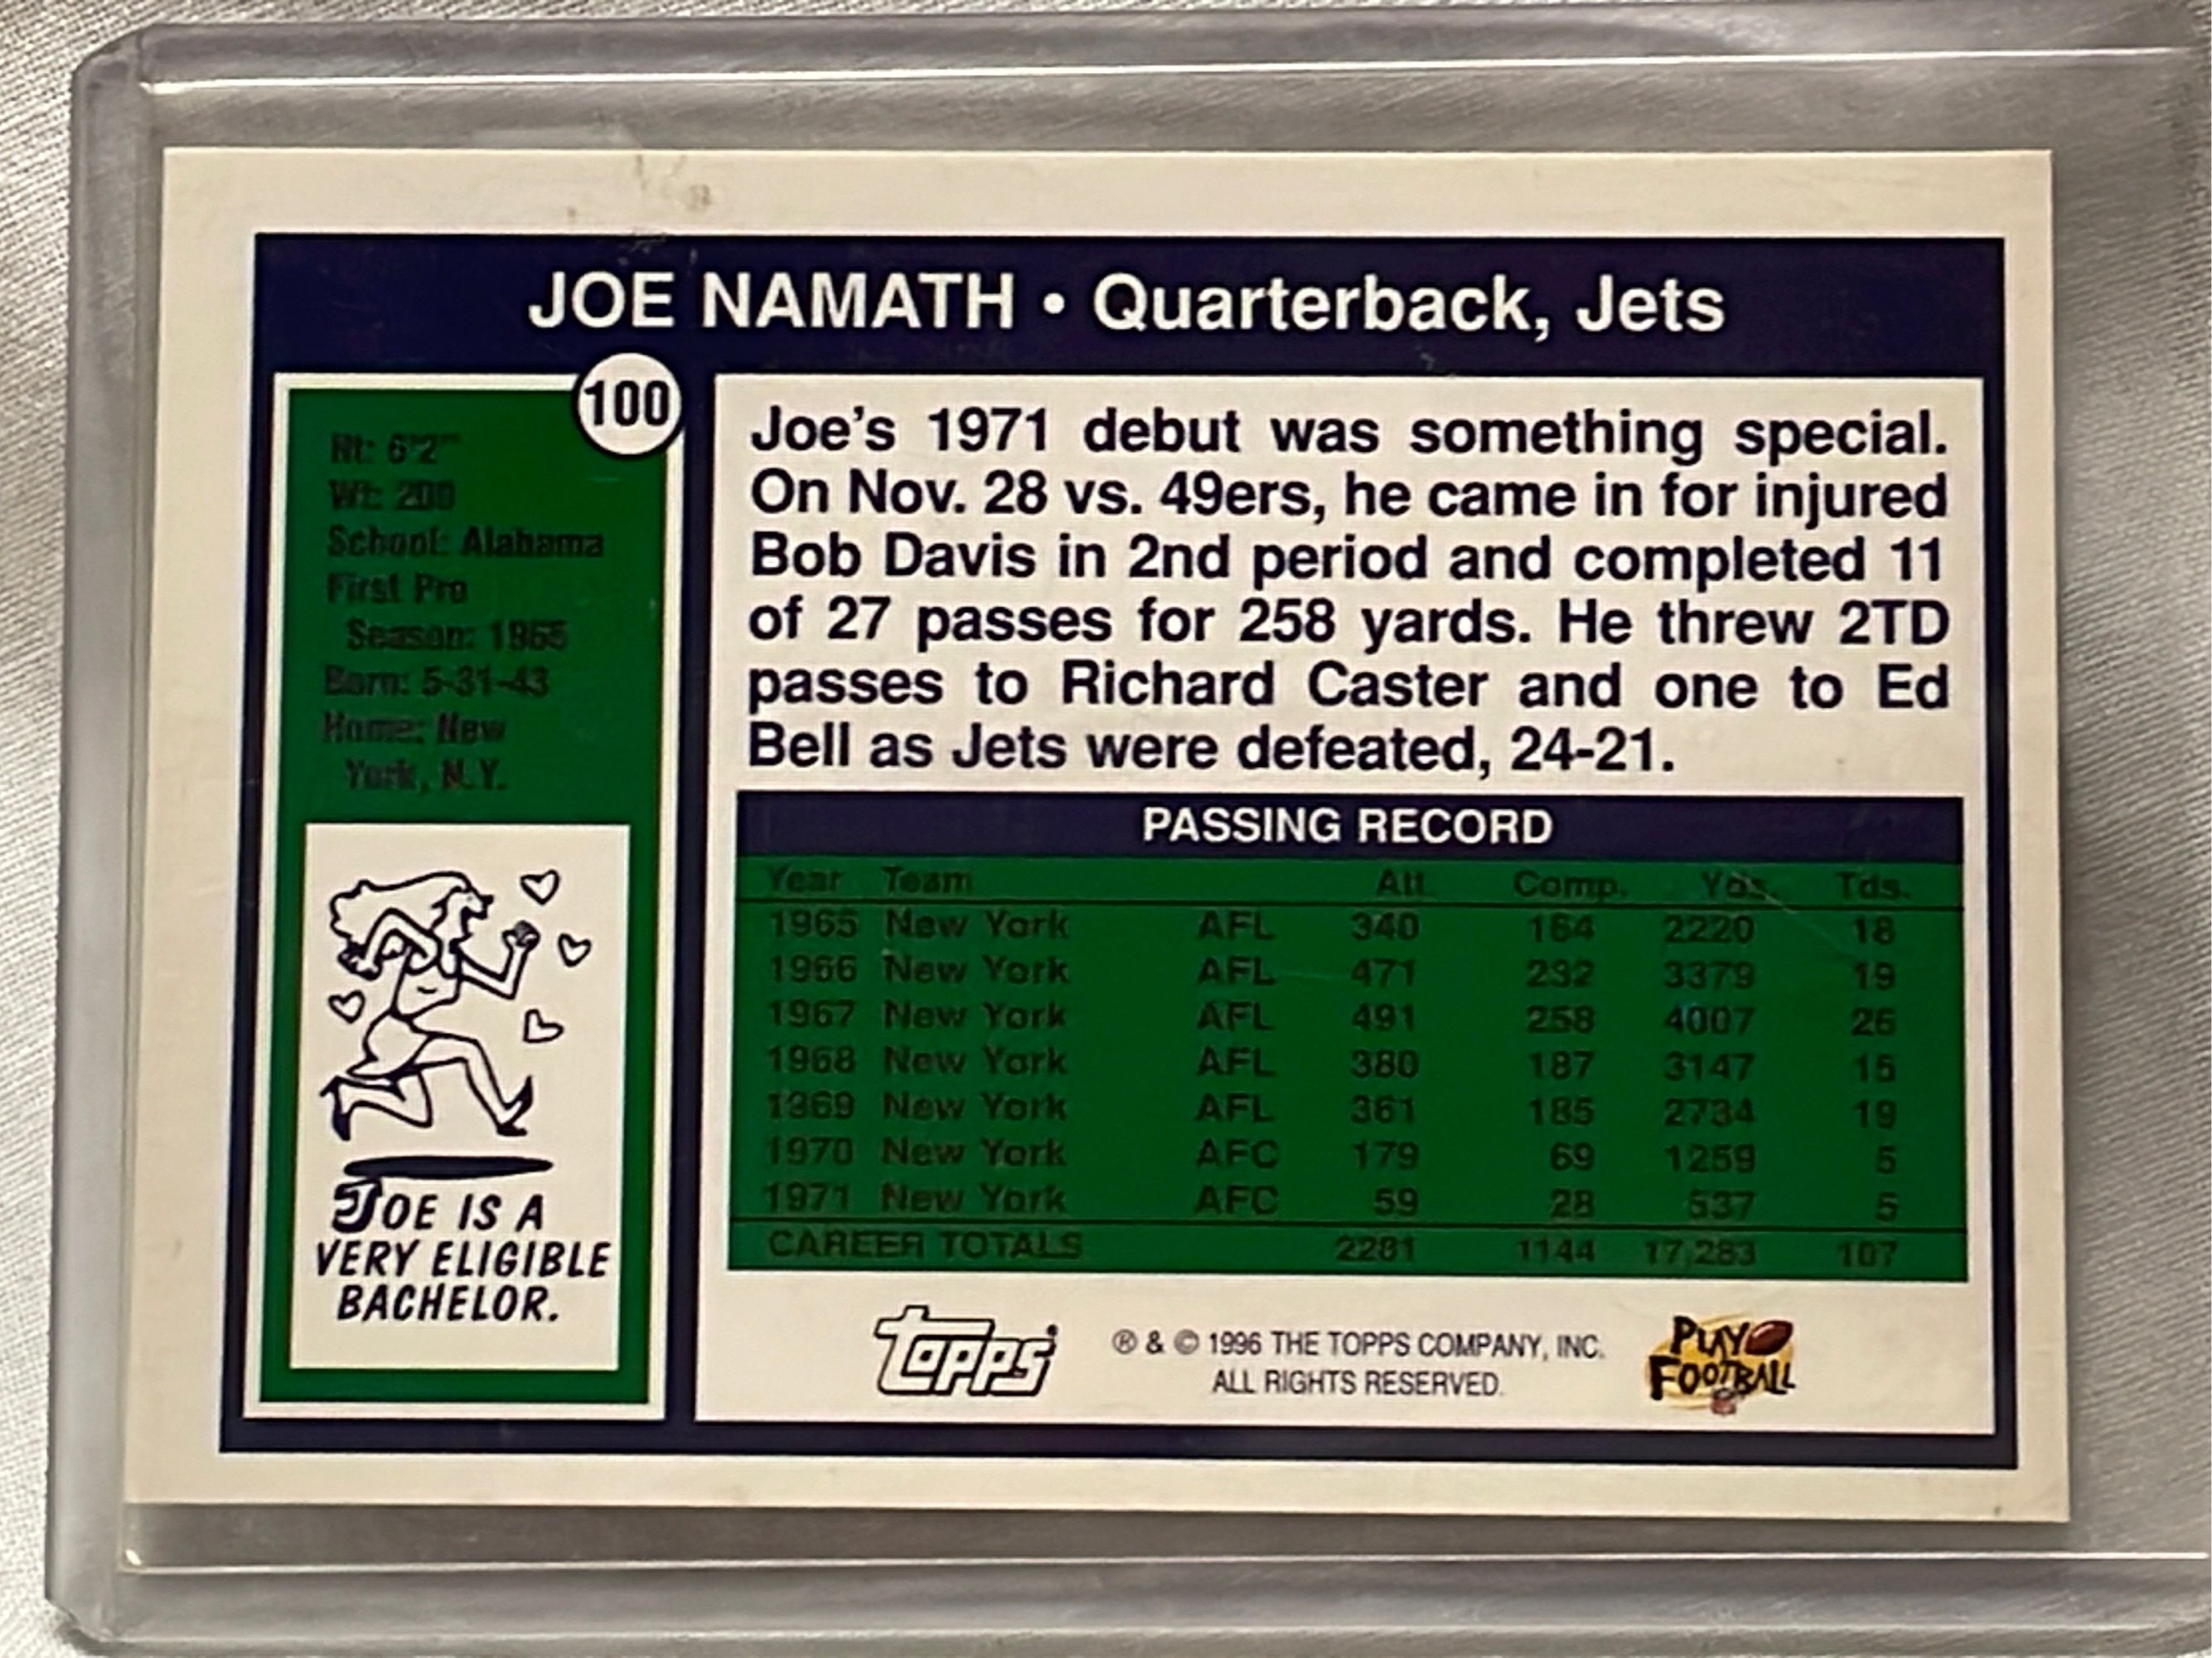 JOE NAMATH • Quarterback, Jets
100
Ht: 6'2"
Wt: 200
School: Alabama
First Pro
Season: 1965
Born: 5-31-43
Home: New
York, N.Y.
JOE IS A
VERY ELIGIBLE
BACHELOR.
Joe's 1971 debut was something special.
On Nov. 28 vs. 49ers, he came in for injured
Bob Davis in 2nd period and completed 11
of 27 passes for 258 yards. He threw 2TD
passes to Richard Caster and one to Ed
Bell as Jets were defeated, 24-21.
PASSING RECORD
Year Team Att. Comp. Yds. Tds.
1965 New York AFL 340 164 2220 18
1966 New York AFL 471 232 3379 19
1967 New York AFL 491 258 4007 26
1968 New York AFL 380 187 3147 15
1969 New York AFL 361 185 2734 19
1970 New York AFC 179 69 1259 5
1971 New York AFC 59 28 537 5
CAREER TOTALS 2281 1144 17,283 107
Topps
® & © 1996 THE TOPPS COMPANY, INC.
ALL RIGHTS RESERVED.
PLAY
FOOTBALL